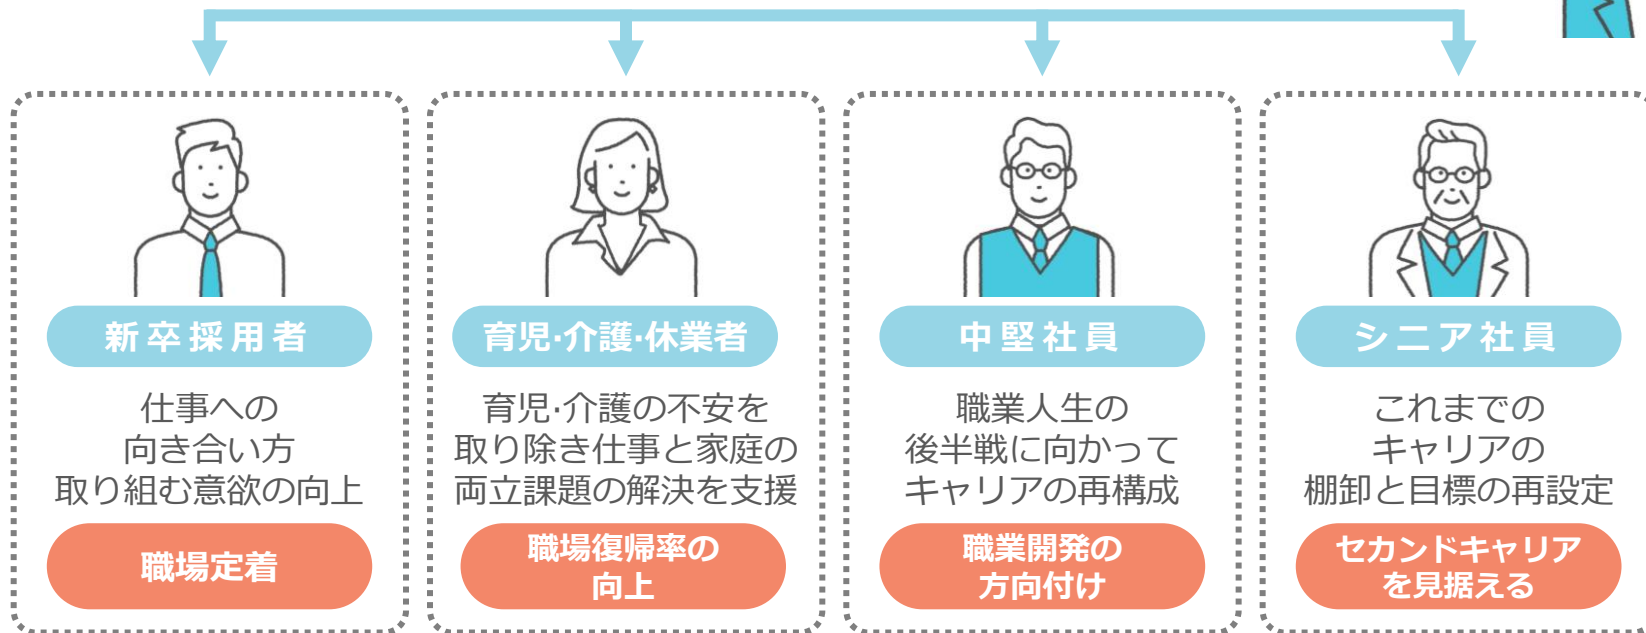 新卒採用者
仕事への
向き合い方
取り組む意欲の向上
職場定着
育児・介護・休業者
育児・介護の不安を
取り除き仕事と家庭の
両立課題の解決を支援
職場復帰率の
向上
中堅社員
職業人生の
後半戦に向かって
キャリアの再構成
職業開発の
方向付け
シニア社員
これまでの
キャリアの
棚卸と目標の再設定
セカンドキャリア
を見据える